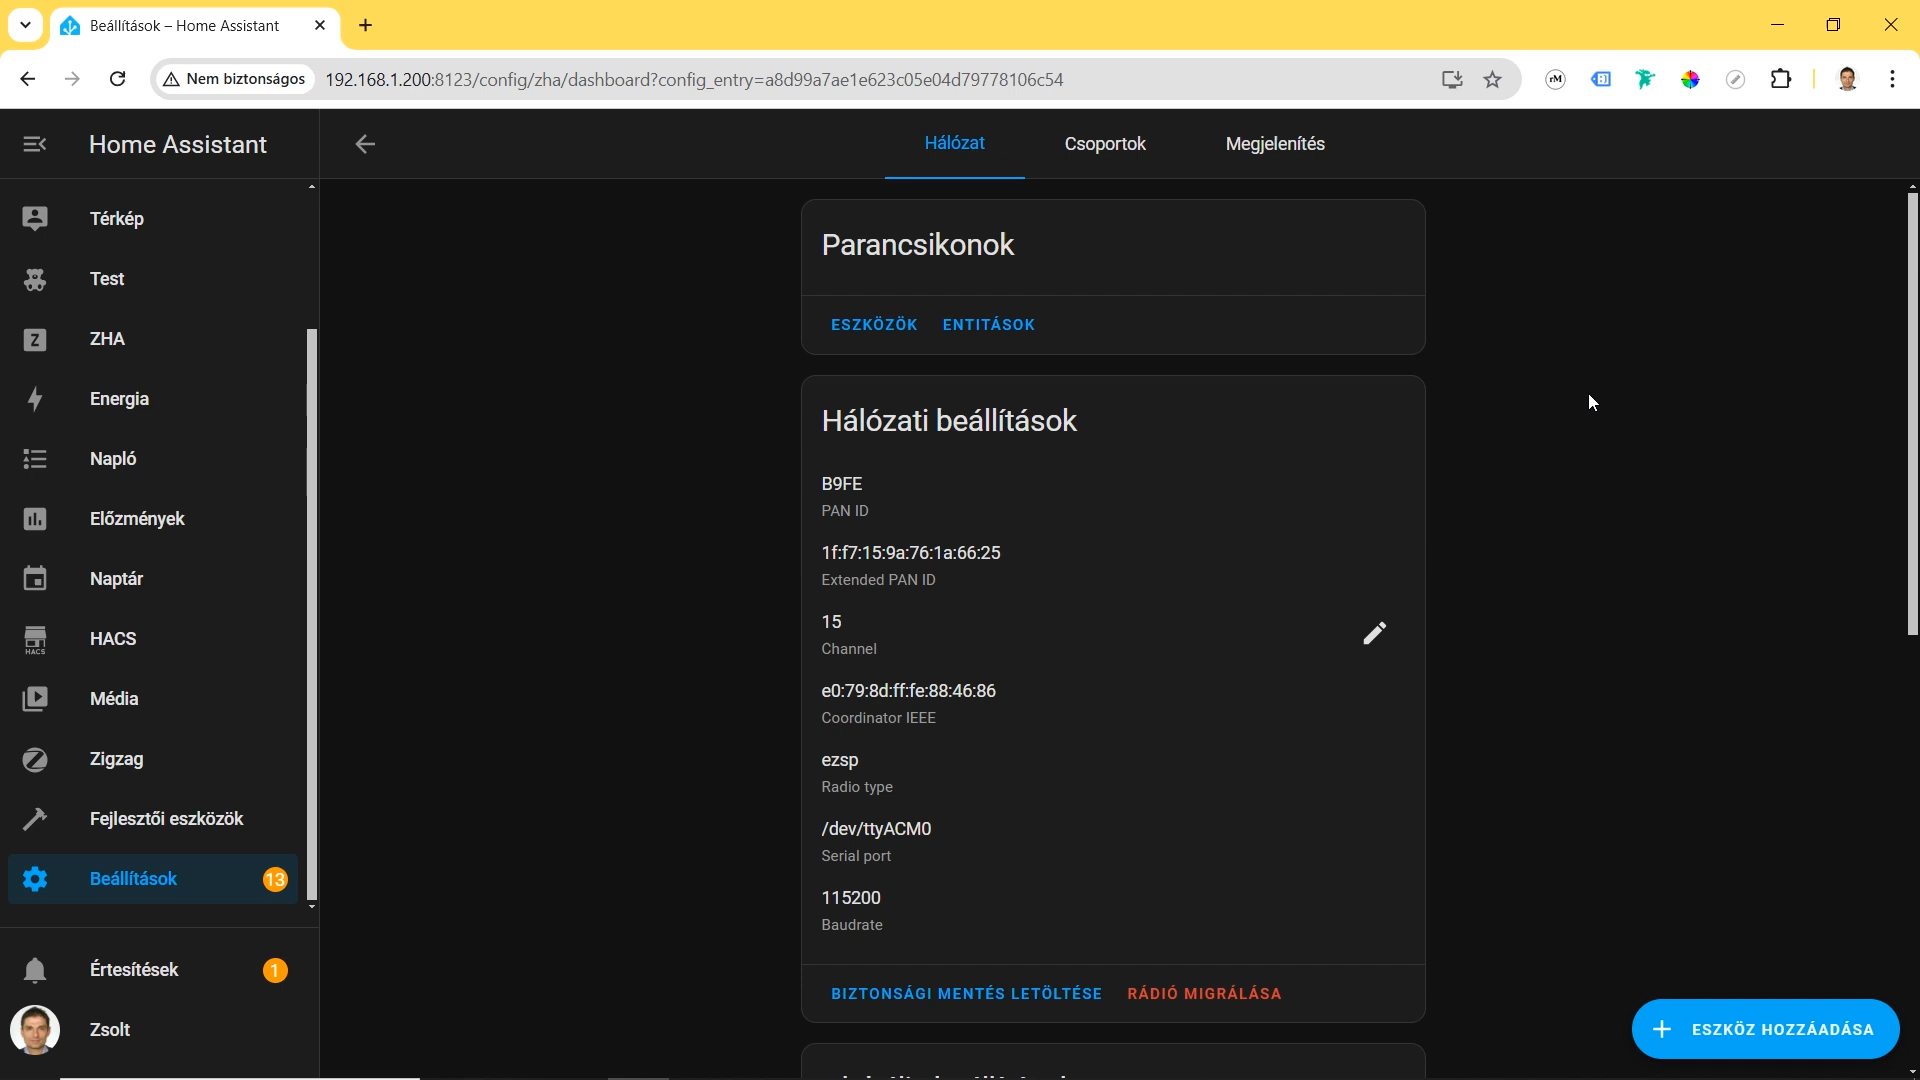 Beállítások – Home Assistant
Nem biztonságos
192.168.1.200:8123/config/zha/dashboard?config_entry=a8d99a7ae1e623c05e04d79778106c54
rM
Home Assistant
Hálózat
Csoportok
Megjelenítés
Térkép
Test
Z
ZHA
Energia
Napló
Előzmények
Naptár
HACS
HACS
Média
Zigzag
Fejlesztői eszközök
Beállítások
13
Értesítések
1
Zsolt
Parancsikonok
ESZKÖZÖK
ENTITÁSOK
Hálózati beállítások
B9FE
PAN ID
1f:f7:15:9a:76:1a:66:25
Extended PAN ID
15
Channel
e0:79:8d:ff:fe:88:46:86
Coordinator IEEE
ezsp
Radio type
/dev/ttyACM0
Serial port
115200
Baudrate
BIZTONSÁGI MENTÉS LETÖLTÉSE
RÁDIÓ MIGRÁLÁSA
ESZKÖZ HOZZÁADÁSA